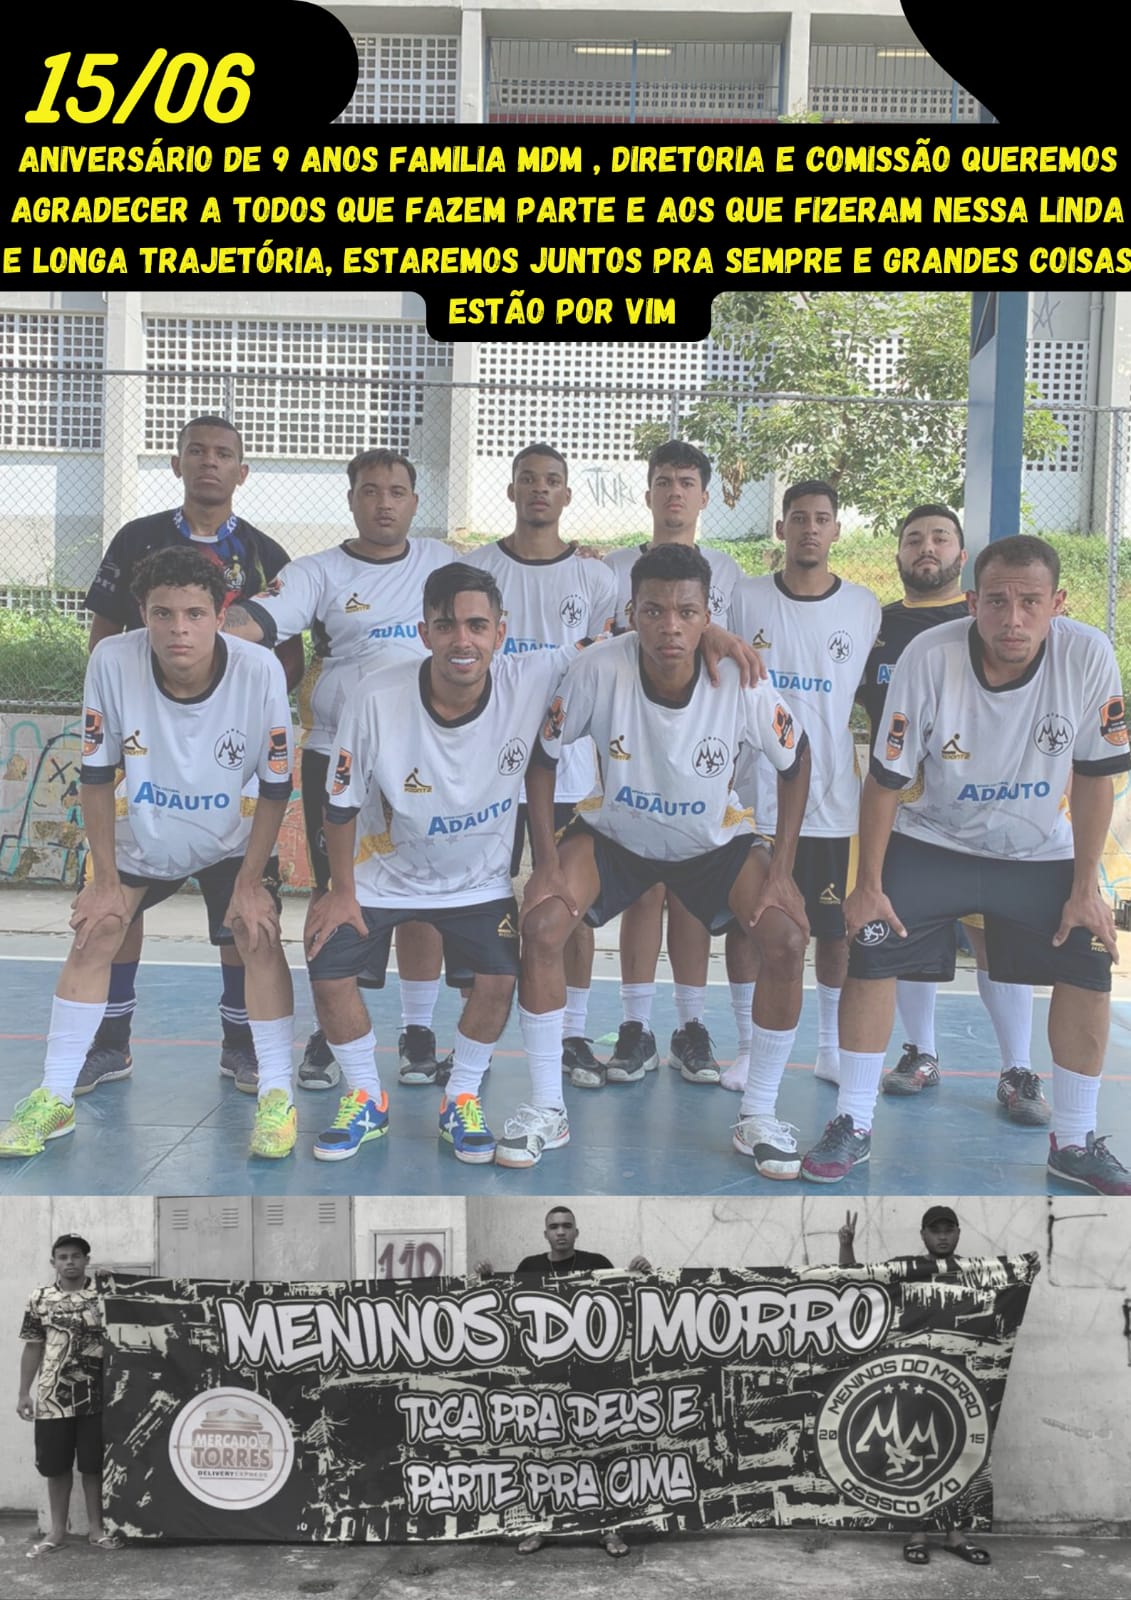 15/06
ANIVERSÁRIO DE 9 ANOS FAMILIA MDM , DIRETORIA E COMISSÃO QUEREMOS
AGRADECER A TODOS QUE FAZEM PARTE E AOS QUE FIZERAM NESSA LINDA
E LONGA TRAJETÓRIA, ESTAREMOS JUNTOS PRA SEMPRE E GRANDES COISAS
ESTÃO POR VIM
ADAUTO
ADAUTO
ADAUTO
ADAUTO
ADAUTO
110
MENINOS DO MORRO
TOCA PRA DEUS E
PARTE PRA CIMA
MERCADO
TORRES
DELIVERY EXPRESS
MENINOS DO MORRO
20 15
OSASCO Z/O